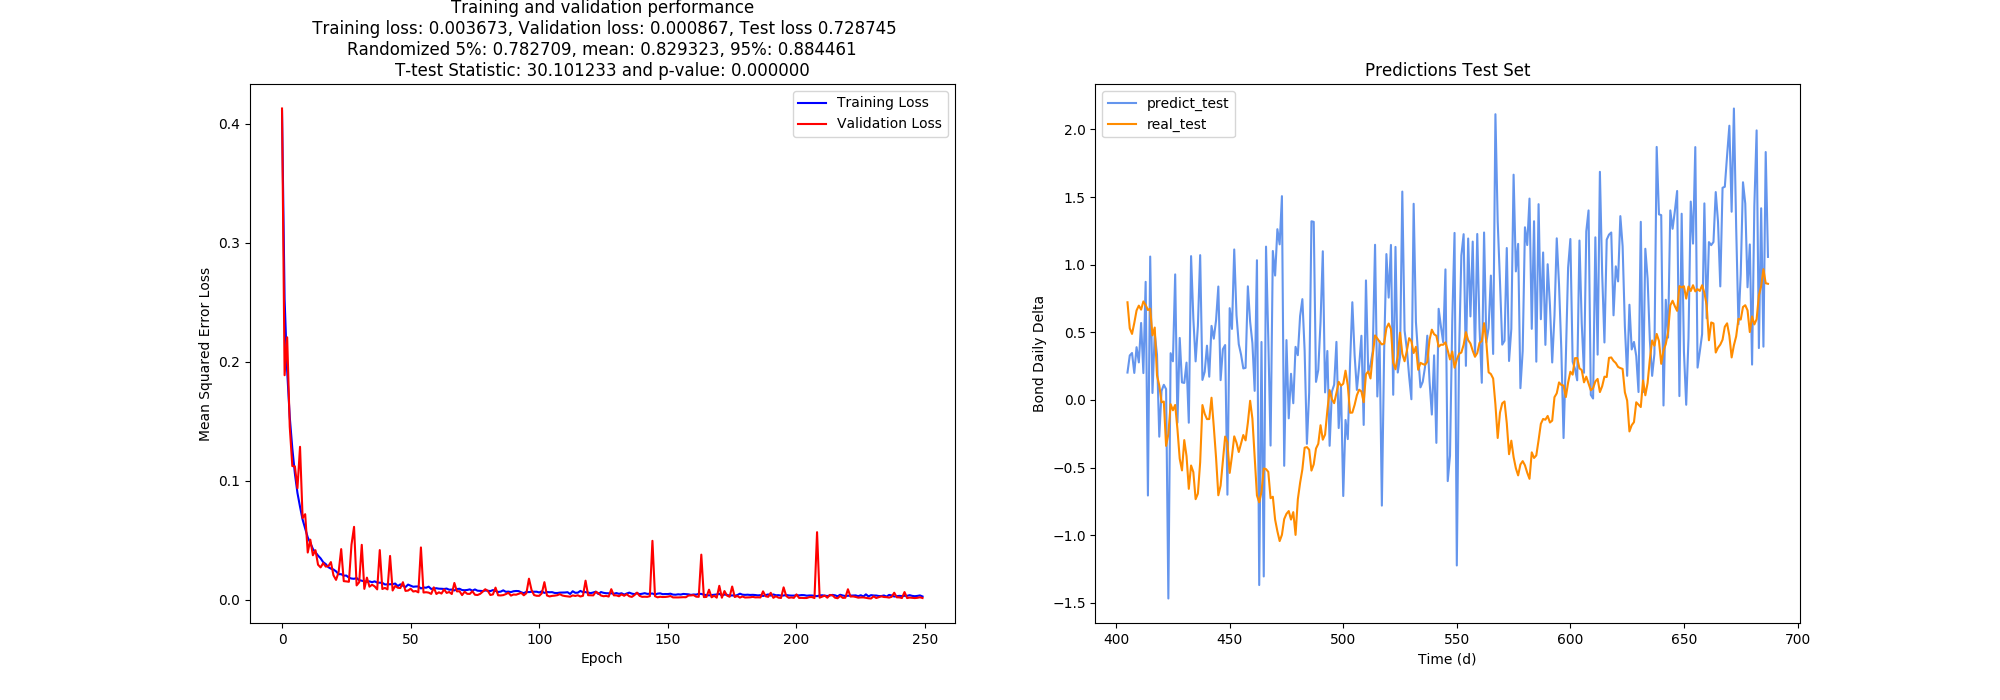 Training and validation performance
Training loss: 0.003673, Validation loss: 0.000867, Test loss 0.728745
Randomized 5%: 0.782709, mean: 0.829323, 95%: 0.884461
T-test Statistic: 30.101233 and p-value: 0.000000
Training Loss
Validation Loss
0.4
0.3
0.2
0.1
0.0
Mean Squared Error Loss
0 50 100 150 200 250
Epoch
Predictions Test Set
predict_test
real_test
2.0
1.5
1.0
0.5
0.0
−0.5
−1.0
−1.5
Bond Daily Delta
400 450 500 550 600 650 700
Time (d)